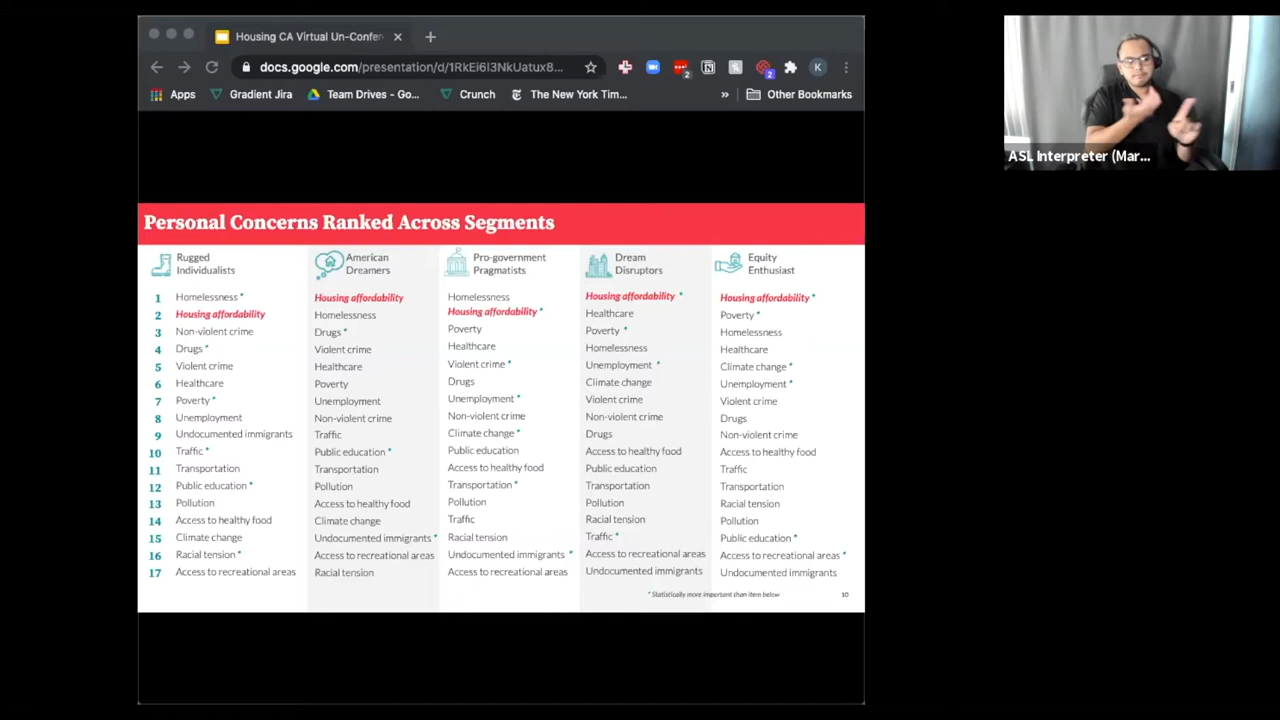 Housing CA Virtual Un-Confer
docs.google.com/presentation/d/1RkEi6l3NkUatux8...
2
2
K
Apps
Gradient Jira
Team Drives - Go...
Crunch
The New York Tim...
»
Other Bookmarks
ASL Interpreter (Mar...
Personal Concerns Ranked Across Segments
Rugged
Individualists
1 Homelessness *
2 Housing affordability
3 Non-violent crime
4 Drugs *
5 Violent crime
6 Healthcare
7 Poverty *
8 Unemployment
9 Undocumented immigrants
10 Traffic *
11 Transportation
12 Public education *
13 Pollution
14 Access to healthy food
15 Climate change
16 Racial tension *
17 Access to recreational areas
American
Dreamers
Housing affordability
Homelessness
Drugs *
Violent crime
Healthcare
Poverty
Unemployment
Non-violent crime
Traffic
Public education *
Transportation
Pollution
Access to healthy food
Climate change
Undocumented immigrants *
Access to recreational areas
Racial tension
Pro-government
Pragmatists
Homelessness
Housing affordability *
Poverty
Healthcare
Violent crime *
Drugs
Unemployment *
Non-violent crime
Climate change *
Public education
Access to healthy food
Transportation *
Pollution
Traffic
Racial tension
Undocumented immigrants *
Access to recreational areas
Dream
Disruptors
Housing affordability *
Healthcare
Poverty *
Homelessness
Unemployment *
Climate change
Violent crime
Non-violent crime
Drugs
Access to healthy food
Public education
Transportation
Pollution
Racial tension
Traffic *
Access to recreational areas
Undocumented immigrants
Equity
Enthusiast
Housing affordability *
Poverty *
Homelessness
Healthcare
Climate change *
Unemployment *
Violent crime
Drugs
Non-violent crime
Access to healthy food
Traffic
Transportation
Racial tension
Pollution
Public education *
Access to recreational areas *
Undocumented immigrants
* Statistically more important than item below
10